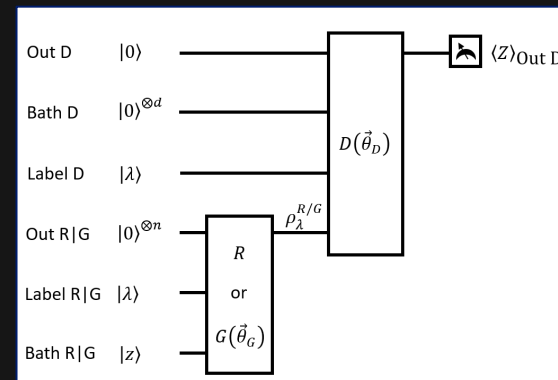 Out D |0⟩ ⟨Z⟩Out D
Bath D |0⟩⊗d
D(θ⃗D)
Label D |λ⟩
Out R|G |0⟩⊗n ρλR/G
R
or
G(θ⃗G)
Label R|G |λ⟩
Bath R|G |z⟩